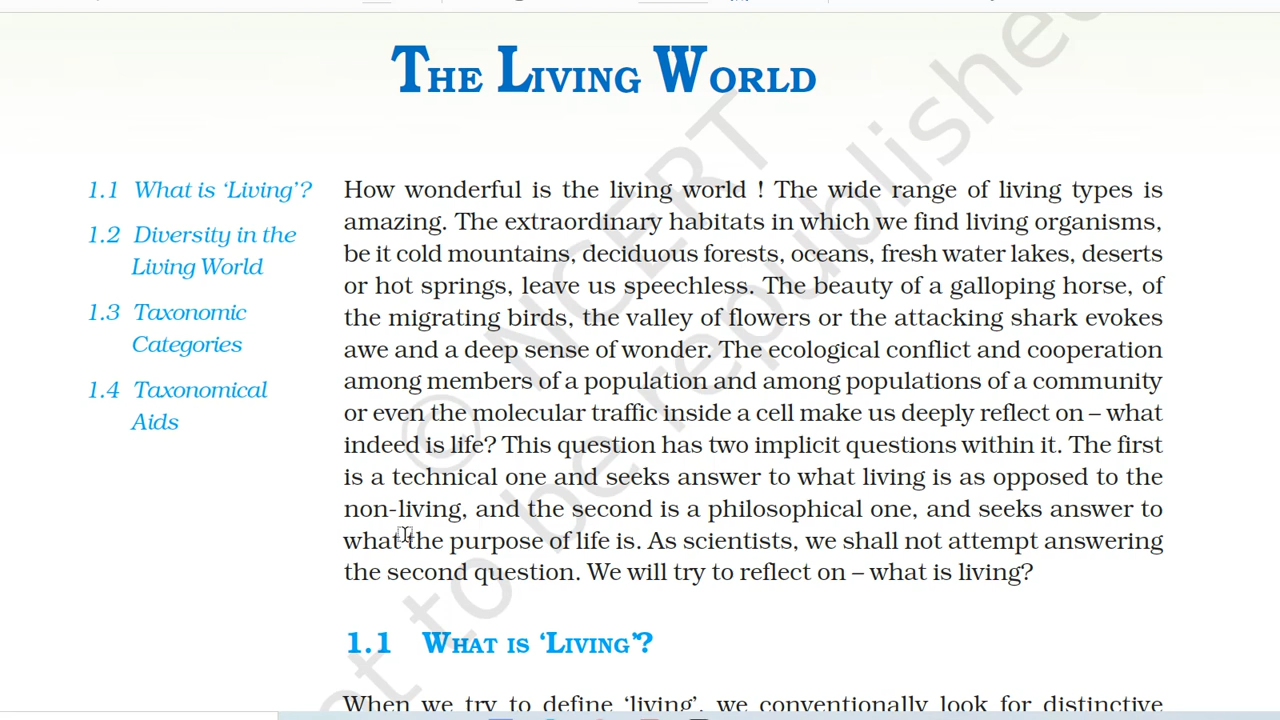 THE LIVING WORLD
1.1 What is ‘Living’?
1.2 Diversity in the
Living World
1.3 Taxonomic
Categories
1.4 Taxonomical
Aids
How wonderful is the living world ! The wide range of living types is
amazing. The extraordinary habitats in which we find living organisms,
be it cold mountains, deciduous forests, oceans, fresh water lakes, deserts
or hot springs, leave us speechless. The beauty of a galloping horse, of
the migrating birds, the valley of flowers or the attacking shark evokes
awe and a deep sense of wonder. The ecological conflict and cooperation
among members of a population and among populations of a community
or even the molecular traffic inside a cell make us deeply reflect on – what
indeed is life? This question has two implicit questions within it. The first
is a technical one and seeks answer to what living is as opposed to the
non-living, and the second is a philosophical one, and seeks answer to
what the purpose of life is. As scientists, we shall not attempt answering
the second question. We will try to reflect on – what is living?
1.1 WHAT IS ‘LIVING’?
When we try to define ‘living’, we conventionally look for distinctive
© NCERT
not to be republished